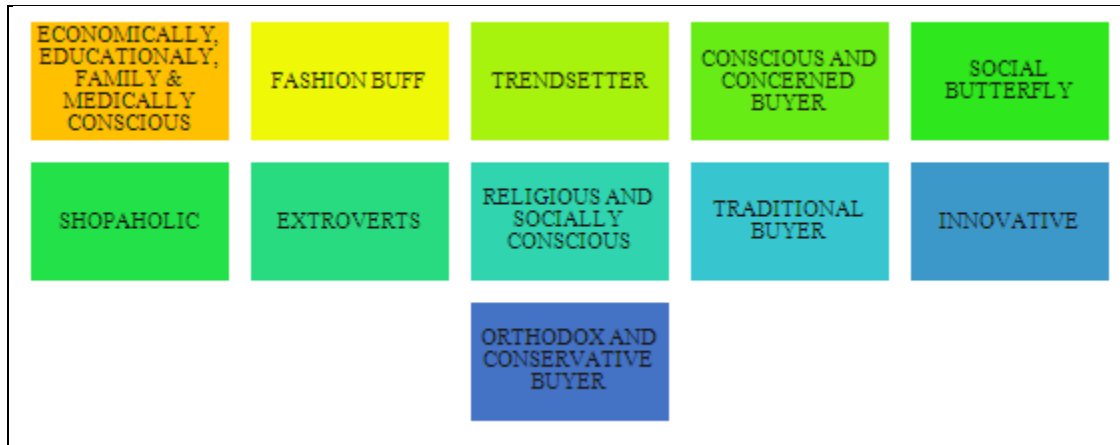 ECONOMICALLY,
EDUCATIONALY,
FAMILY &
MEDICALLY
CONSCIOUS
FASHION BUFF
TRENDSETTER
CONSCIOUS AND
CONCERNED
BUYER
SOCIAL
BUTTERFLY
SHOPAHOLIC
EXTROVERTS
RELIGIOUS AND
SOCIALLY
CONSCIOUS
TRADITIONAL
BUYER
INNOVATIVE
ORTHODOX AND
CONSERVATIVE
BUYER